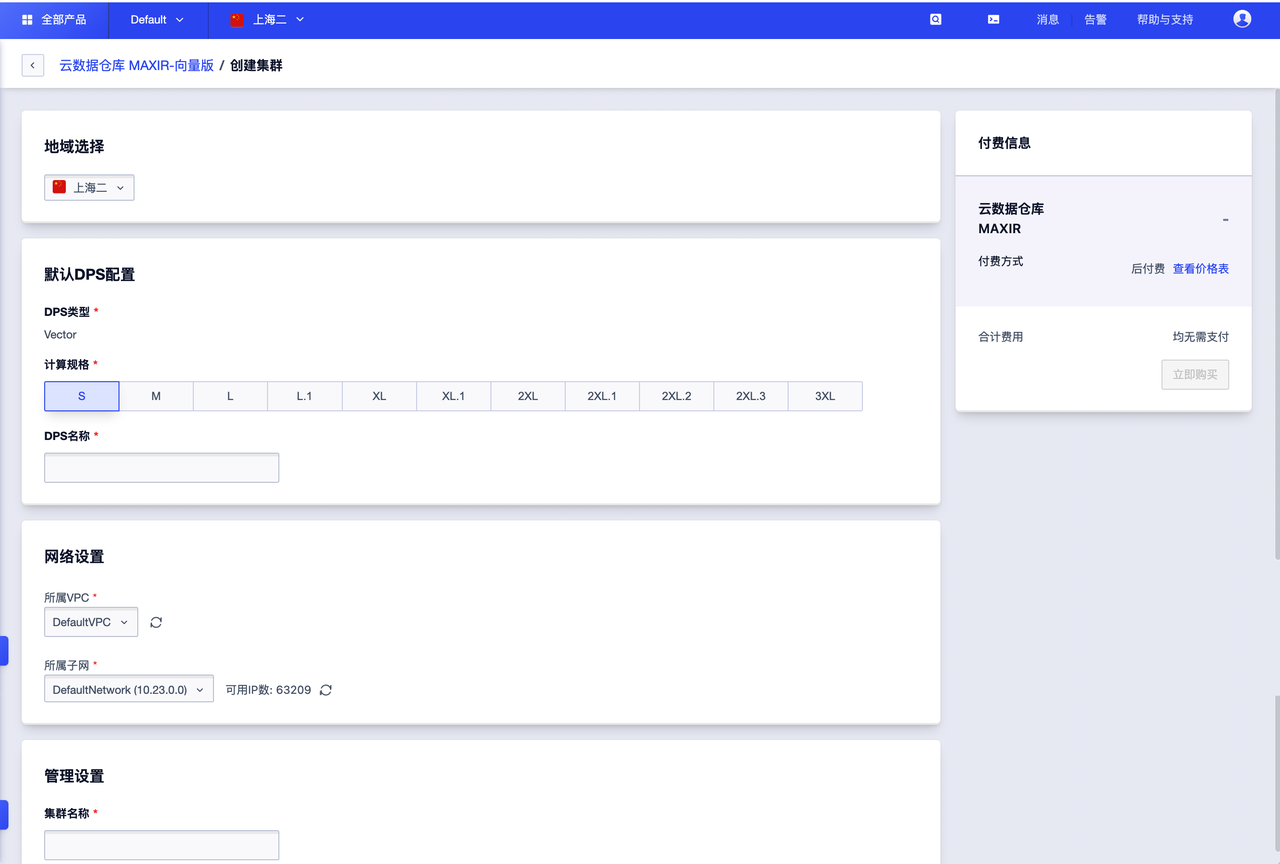 全部产品 Default 上海二 消息 告警 帮助与支持
云数据仓库 MAXIR-向量版 / 创建集群
地域选择
上海二
默认DPS配置
DPS类型 *
Vector
计算规格 *
S M L L.1 XL XL.1 2XL 2XL.1 2XL.2 2XL.3 3XL
DPS名称 *
网络设置
所属VPC *
DefaultVPC
所属子网 *
DefaultNetwork (10.23.0.0) 可用IP数: 63209
管理设置
集群名称 *
付费信息
云数据仓库
MAXIR
-
付费方式
后付费 查看价格表
合计费用 均无需支付
立即购买